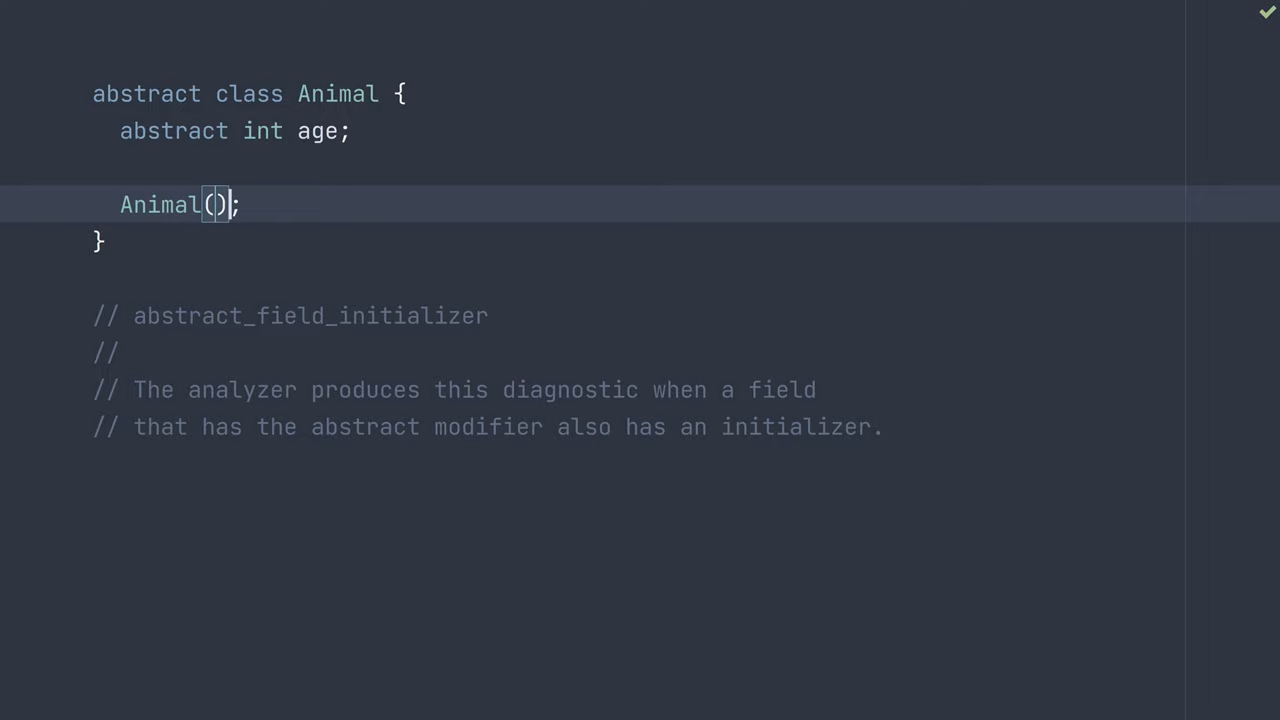 abstract class Animal {
  abstract int age;

  Animal();
}

// abstract_field_initializer
//
// The analyzer produces this diagnostic when a field
// that has the abstract modifier also has an initializer.